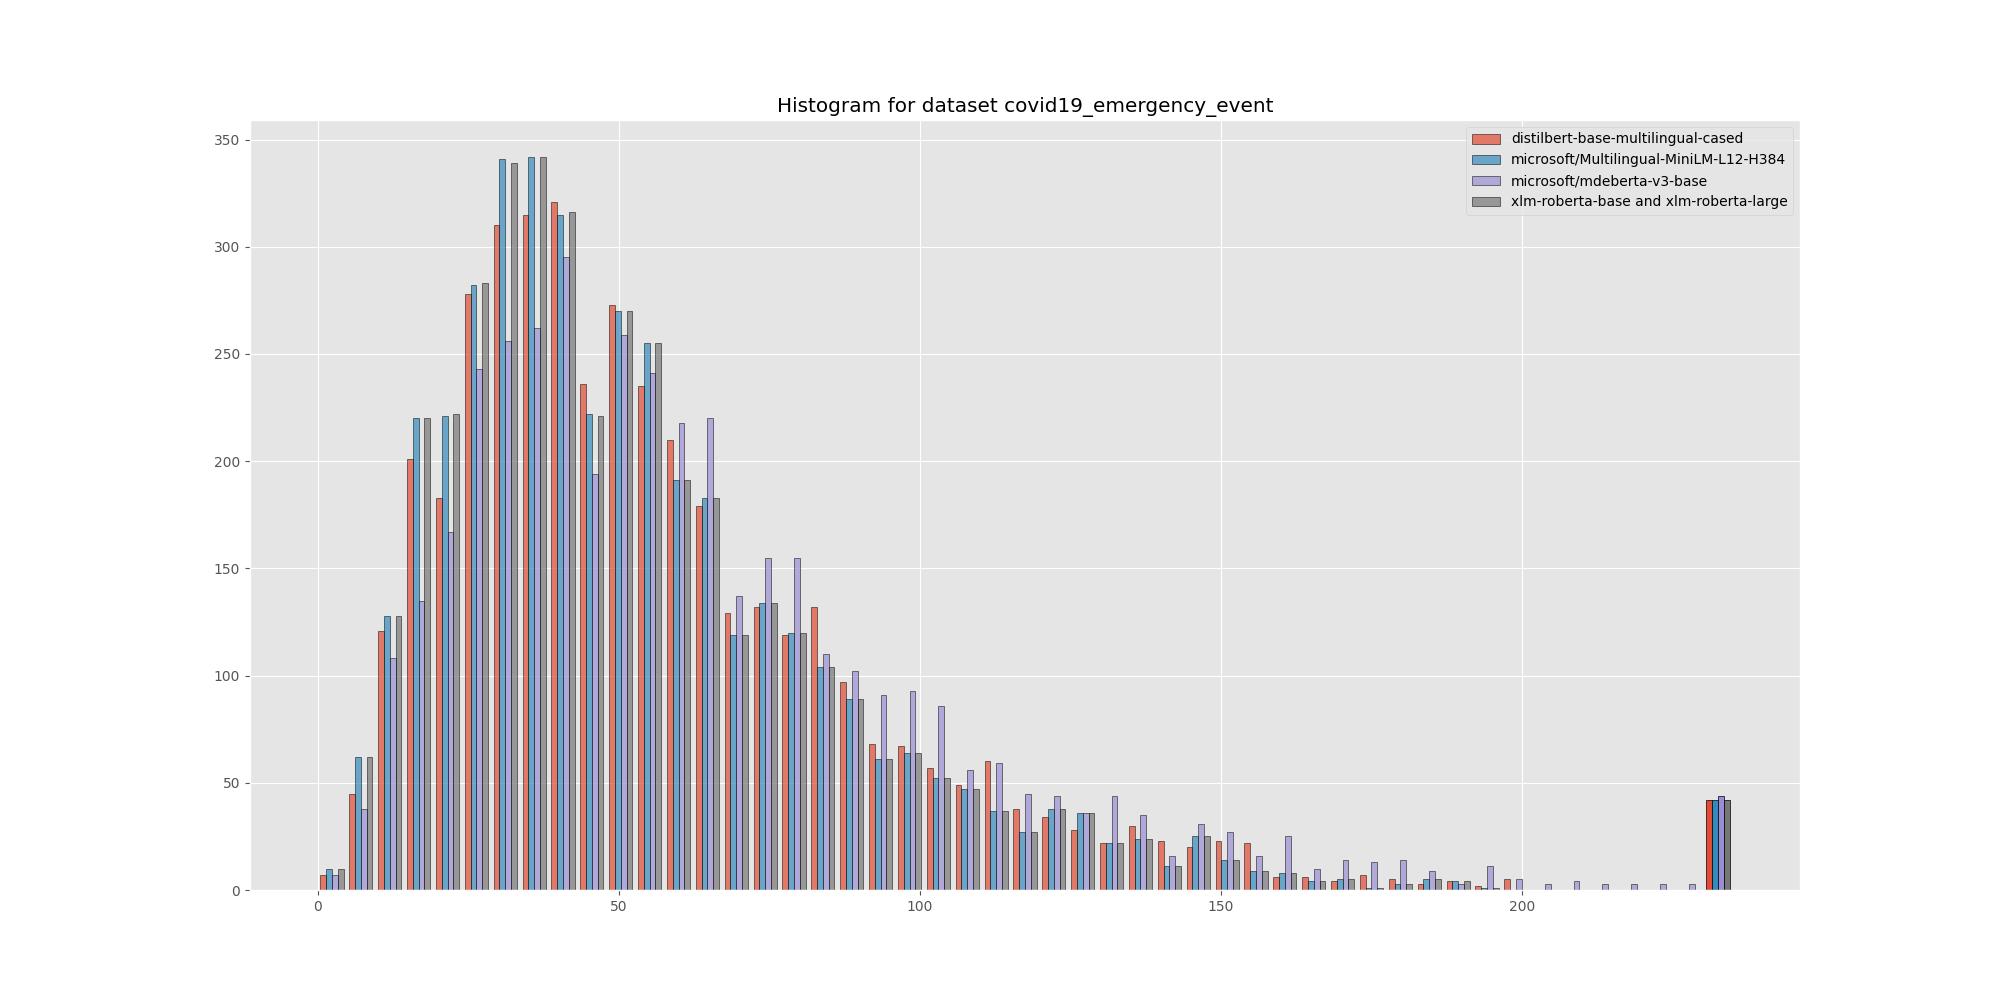 Histogram for dataset covid19_emergency_event
distilbert-base-multilingual-cased
microsoft/Multilingual-MiniLM-L12-H384
microsoft/mdeberta-v3-base
xlm-roberta-base and xlm-roberta-large
350
300
250
200
150
100
50
0
0 50 100 150 200